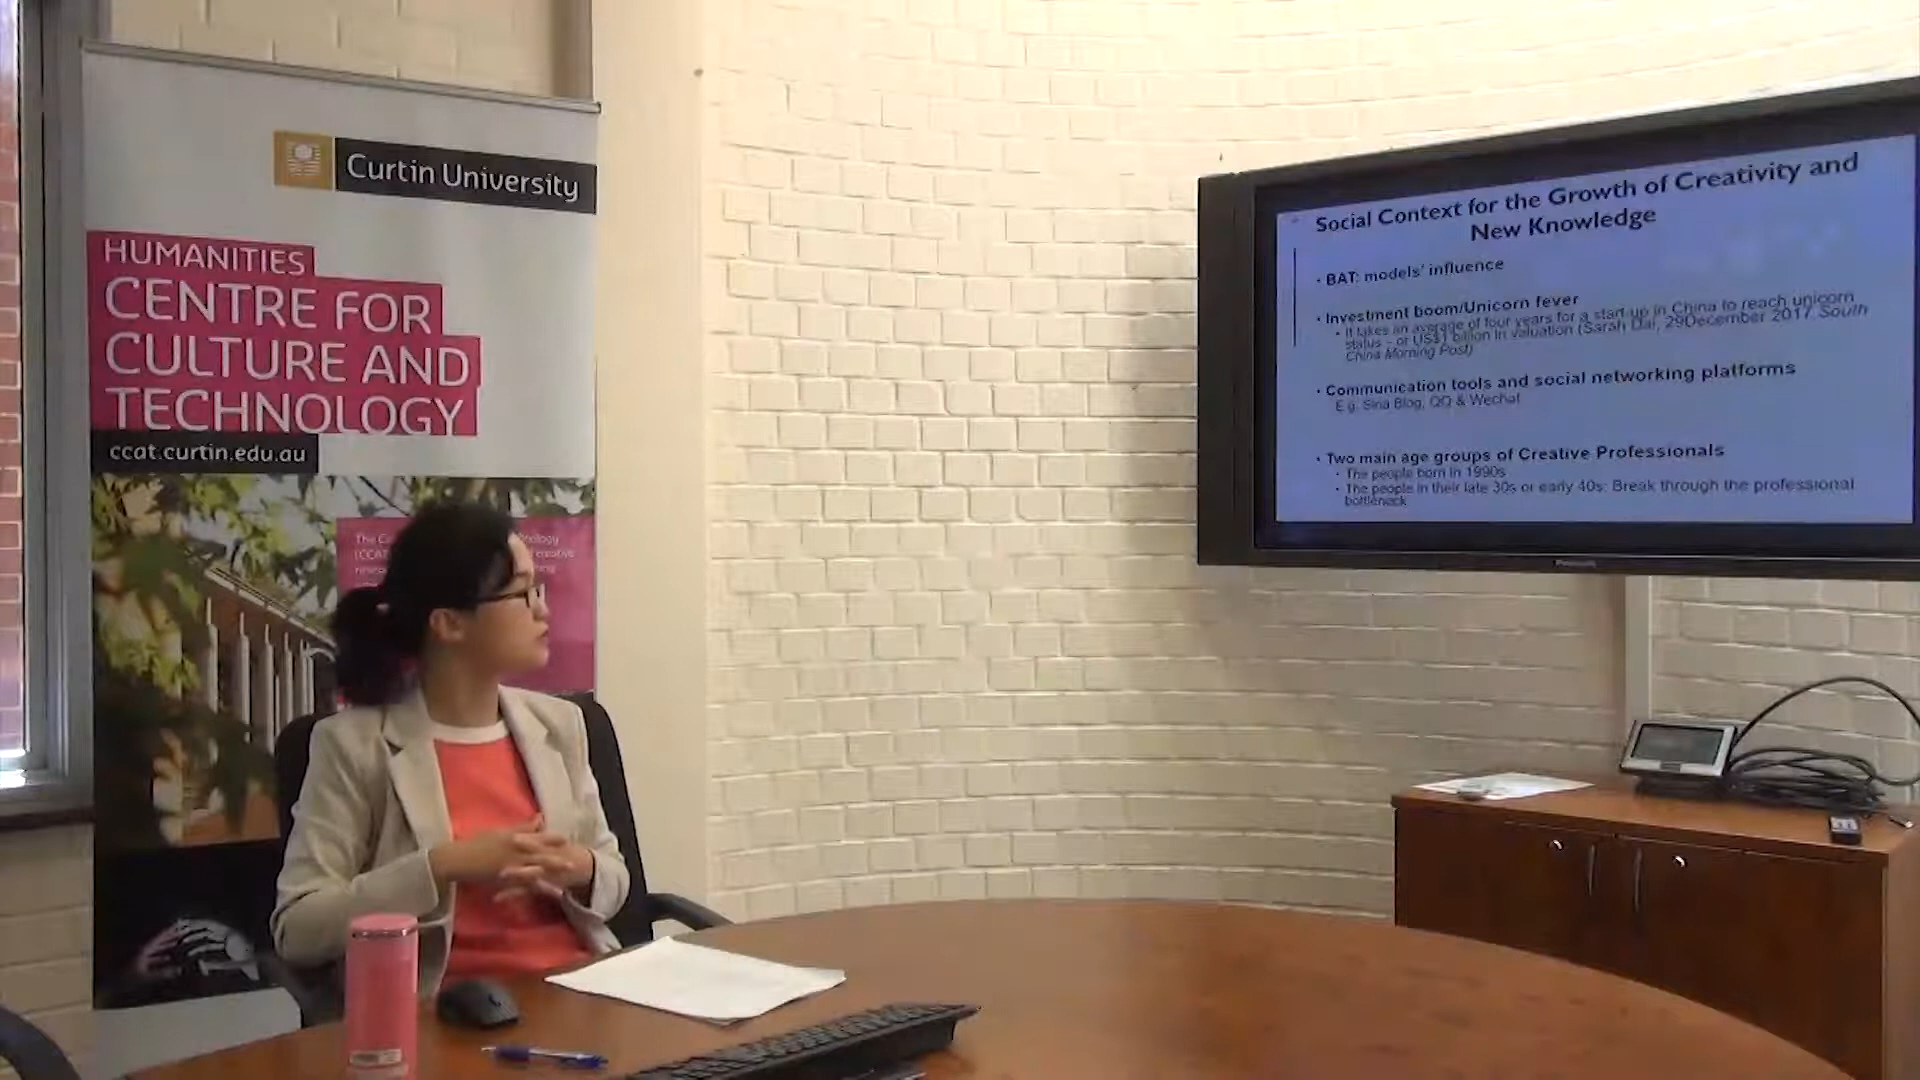 Curtin University
HUMANITIES
CENTRE FOR
CULTURE AND
TECHNOLOGY
ccat.curtin.edu.au
The
(CCAT
Social Context for the Growth of Creativity and
New Knowledge
• BAT: models' influence
• Investment boom/Unicorn fever
• It takes an average of four years for a start-up in China to reach unicorn
status - or US$1 billion in valuation (Sarah Dai, 29December 2017 South
China Morning Post)
• Communication tools and social networking platforms
E.g. Sina Blog, QQ & Wechat
• Two main age groups of Creative Professionals
• The people born in 1990s
• The people in their late 30s or early 40s: Break through the professional
bottleneck
Panasonic